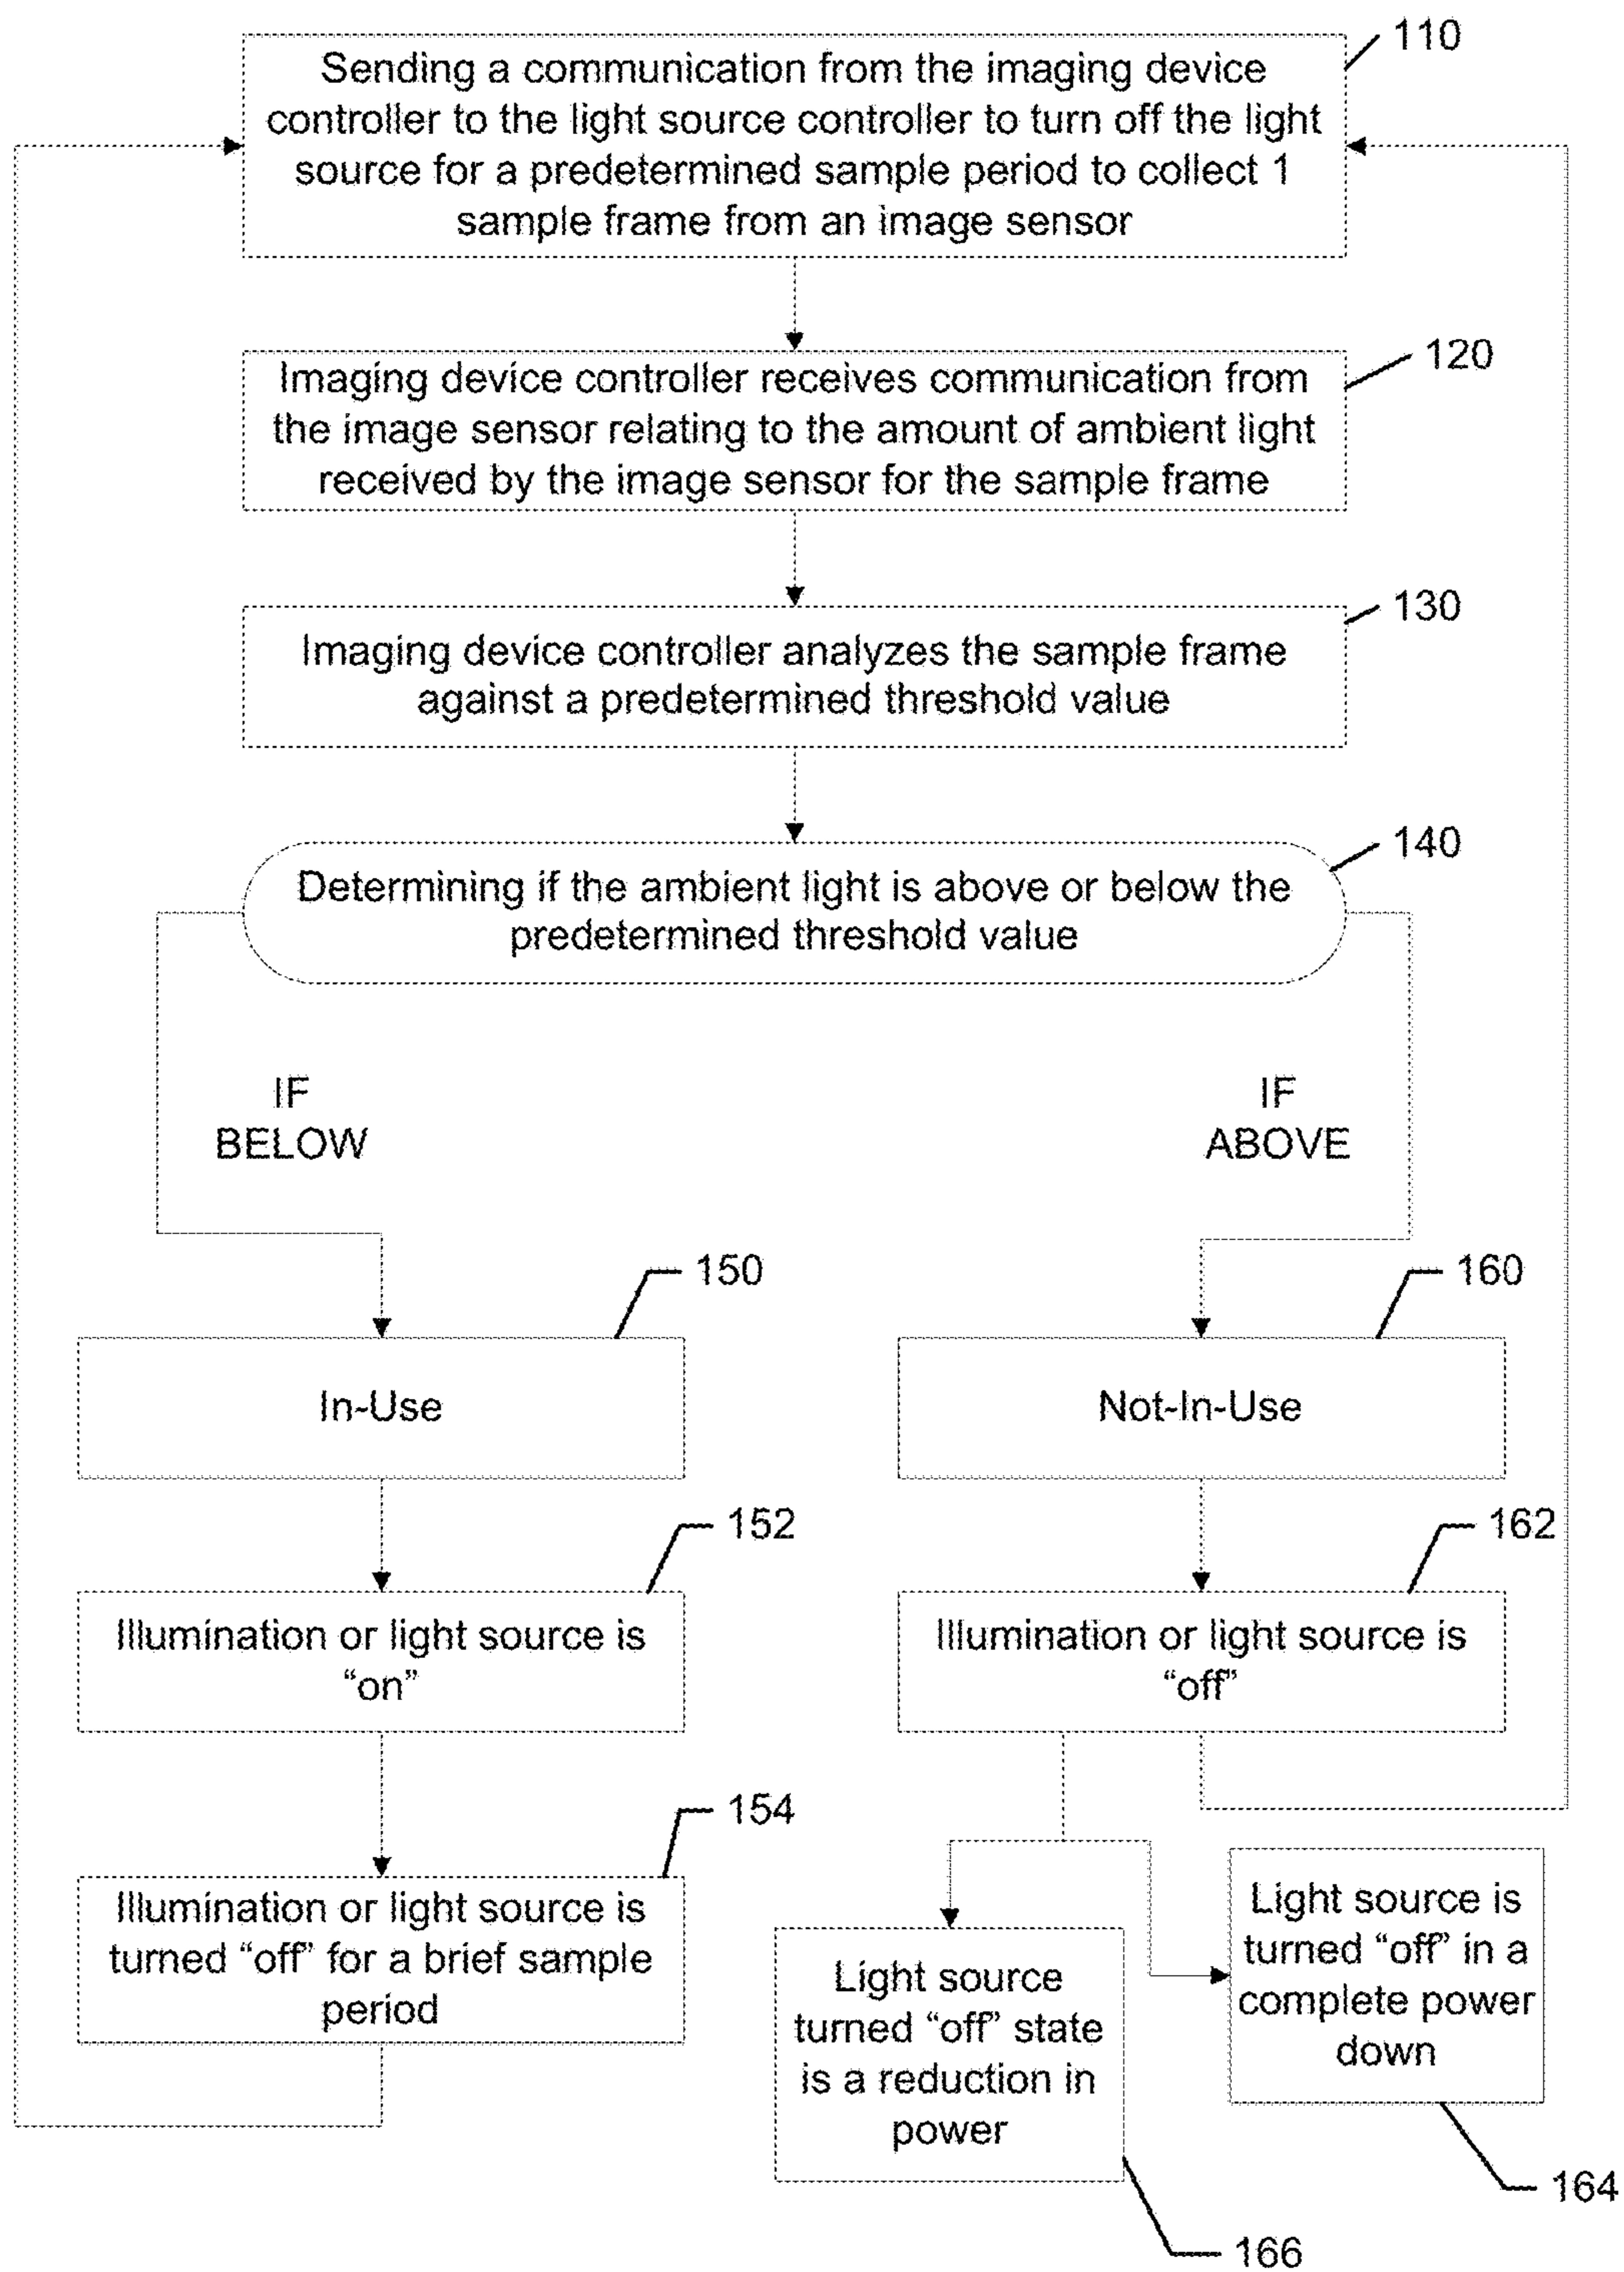 110
Sending a communication from the imaging device
controller to the light source controller to turn off the light
source for a predetermined sample period to collect 1
sample frame from an image sensor
120
Imaging device controller receives communication from
the image sensor relating to the amount of ambient light
received by the image sensor for the sample frame
130
Imaging device controller analyzes the sample frame
against a predetermined threshold value
140
Determining if the ambient light is above or below the
predetermined threshold value
IF
BELOW
IF
ABOVE
150
In-Use
160
Not-In-Use
152
Illumination or light source is
“on”
162
Illumination or light source is
“off”
154
Illumination or light source is
turned “off” for a brief sample
period
Light source
turned “off” state
is a reduction in
power
166
Light source is
turned “off” in a
complete power
down
164